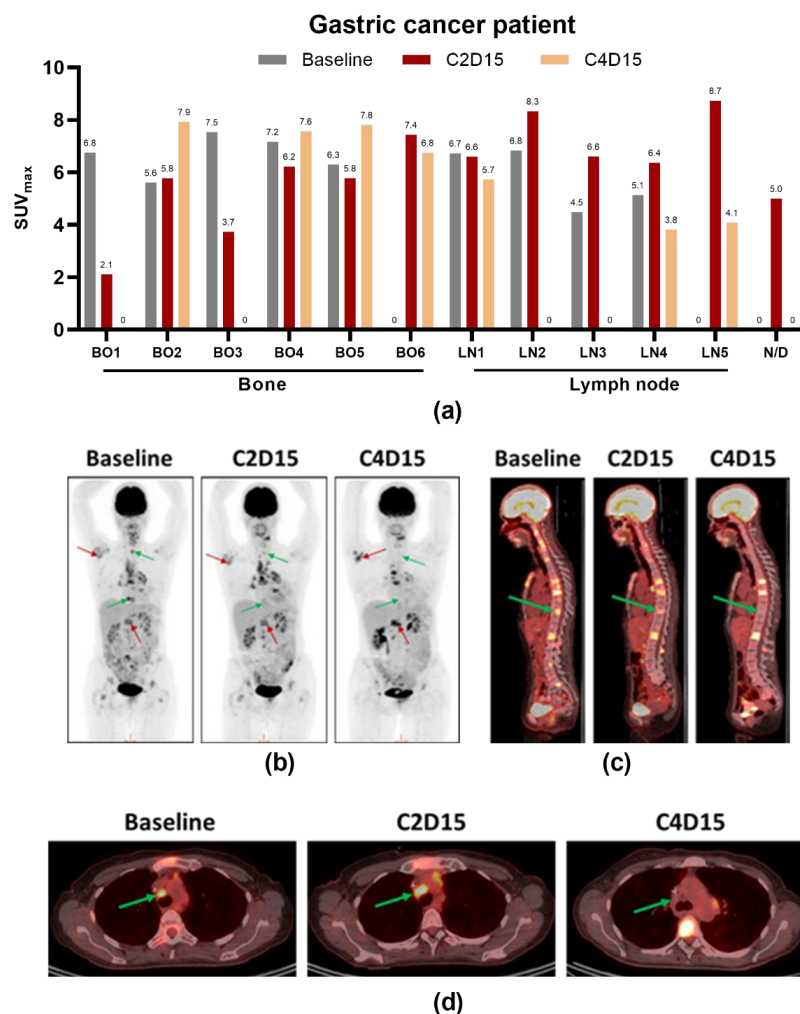 Gastric cancer patient
Baseline C2D15 C4D15
SUVmax
10
8
6
4
2
0
6.8 2.1 0 5.6 5.8 7.9 7.5 3.7 0 7.2 6.2 7.6 6.3 5.8 7.8 0 7.4 6.8 6.7 6.6 5.7 6.8 8.3 0 4.5 6.6 0 5.1 6.4 3.8 0 8.7 4.1 0 5.0 0
BO1 BO2 BO3 BO4 BO5 BO6 LN1 LN2 LN3 LN4 LN5 N/D
Bone Lymph node
(a)
Baseline C2D15 C4D15
(b)
Baseline C2D15 C4D15
(c)
Baseline C2D15 C4D15
(d)